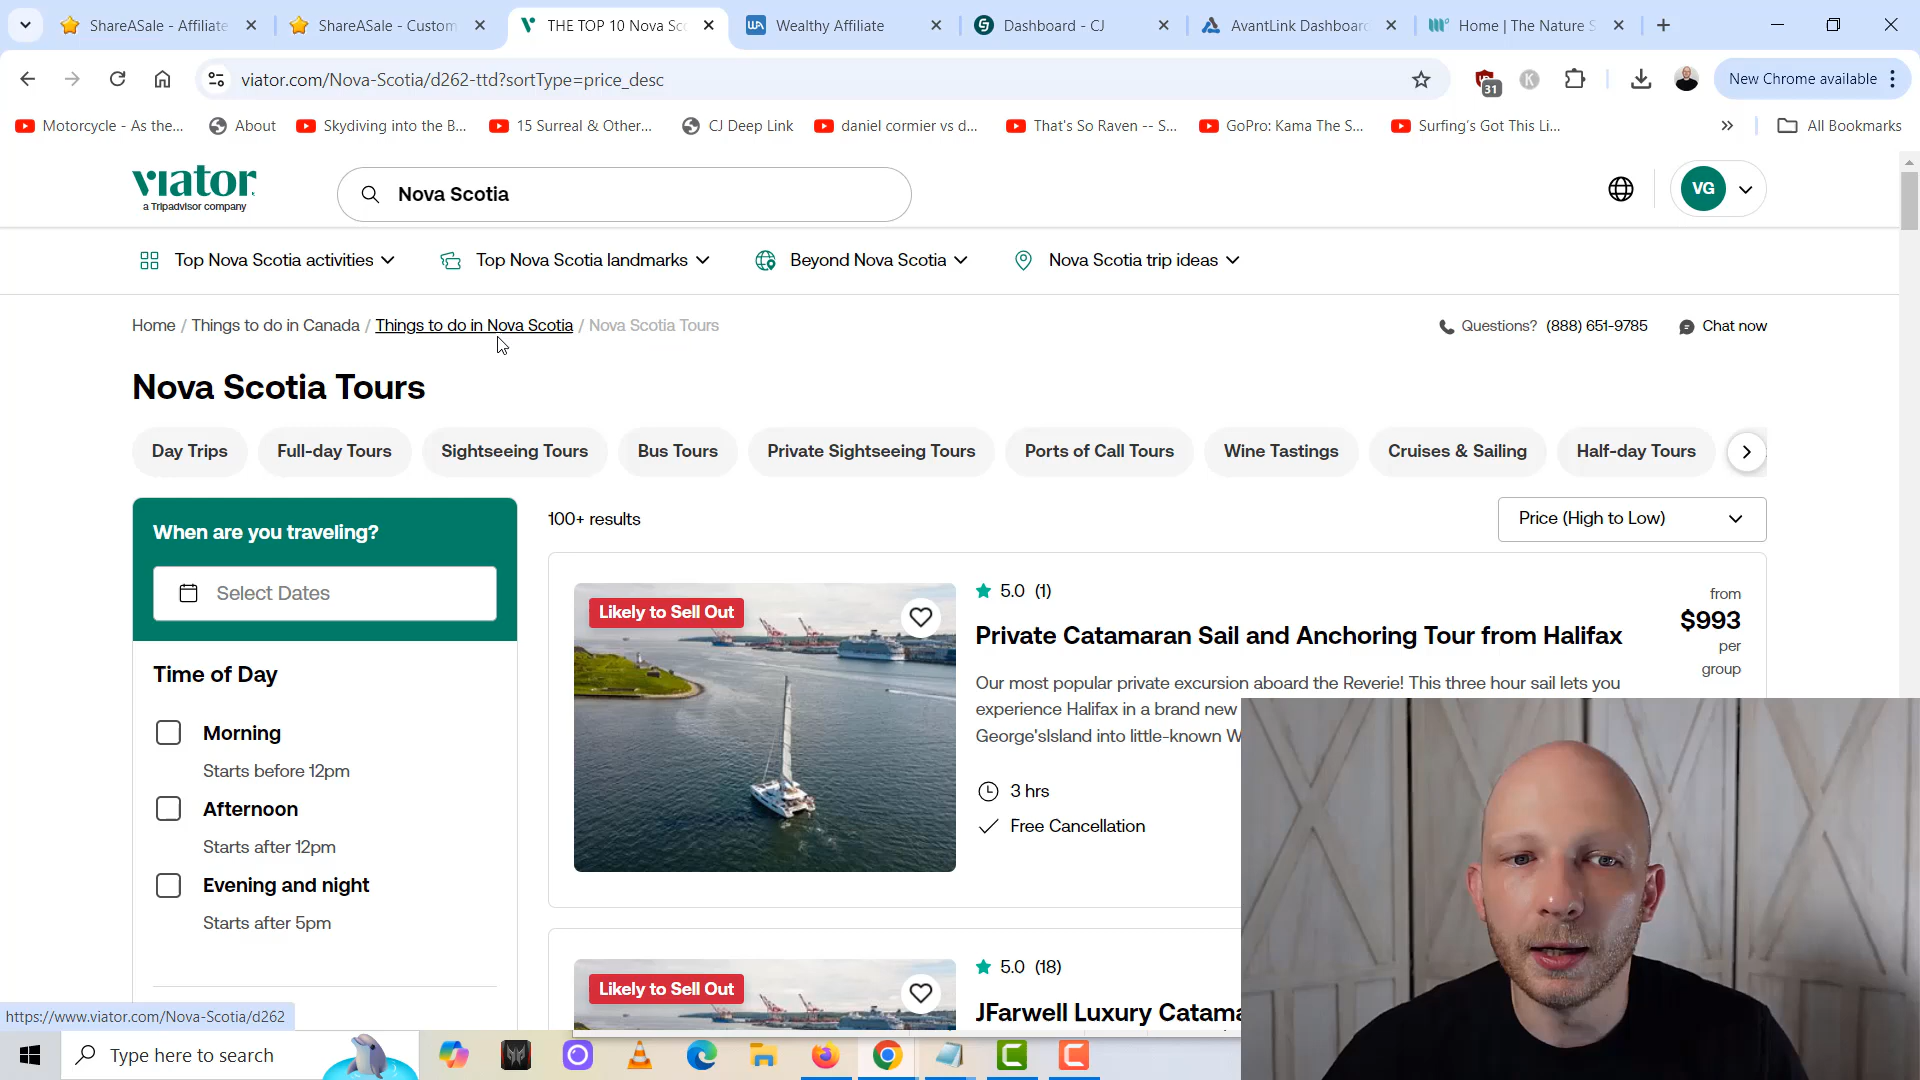 ShareASale - Affiliate
ShareASale - Custom
THE TOP 10 Nova Sc
Wealthy Affiliate
Dashboard - CJ
AvantLink Dashboard
Home | The Nature S
viator.com/Nova-Scotia/d262-ttd?sortType=price_desc
31
K
New Chrome available
Motorcycle - As the...
About
Skydiving into the B...
15 Surreal & Other...
CJ Deep Link
daniel cormier vs d...
That's So Raven -- S...
GoPro: Kama The S...
Surfing's Got This Li...
All Bookmarks
viator
a Tripadvisor company
Nova Scotia
VG
Top Nova Scotia activities
Top Nova Scotia landmarks
Beyond Nova Scotia
Nova Scotia trip ideas
Home / Things to do in Canada / Things to do in Nova Scotia / Nova Scotia Tours
Questions? (888) 651-9785
Chat now
Nova Scotia Tours
Day Trips
Full-day Tours
Sightseeing Tours
Bus Tours
Private Sightseeing Tours
Ports of Call Tours
Wine Tastings
Cruises & Sailing
Half-day Tours
When are you traveling?
Select Dates
100+ results
Price (High to Low)
Time of Day
Morning
Starts before 12pm
Afternoon
Starts after 12pm
Evening and night
Starts after 5pm
Likely to Sell Out
5.0 (1)
Private Catamaran Sail and Anchoring Tour from Halifax
Our most popular private excursion aboard the Reverie! This three hour sail lets you
experience Halifax in a brand new
George'sIsland into little-known W
3 hrs
Free Cancellation
from
$993
per
group
Likely to Sell Out
5.0 (18)
JFarwell Luxury Catama
https://www.viator.com/Nova-Scotia/d262
Type here to search